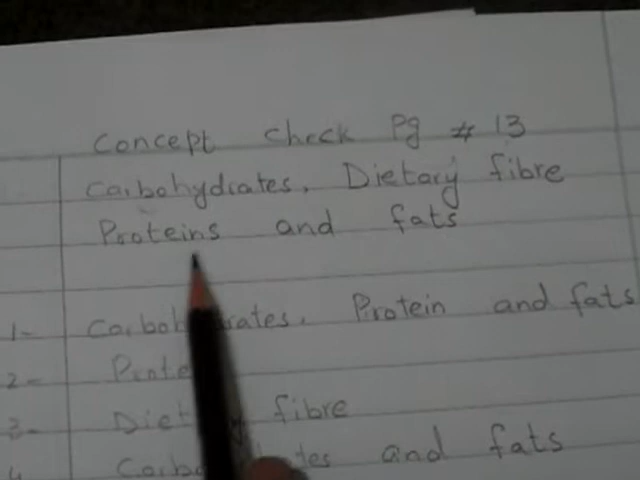 Concept check Pg # 13
Carbohydrates, Dietary fibre
Proteins and fats
1- Carbohydrates, Protein and fats
2-
3- fibre
4 and fats